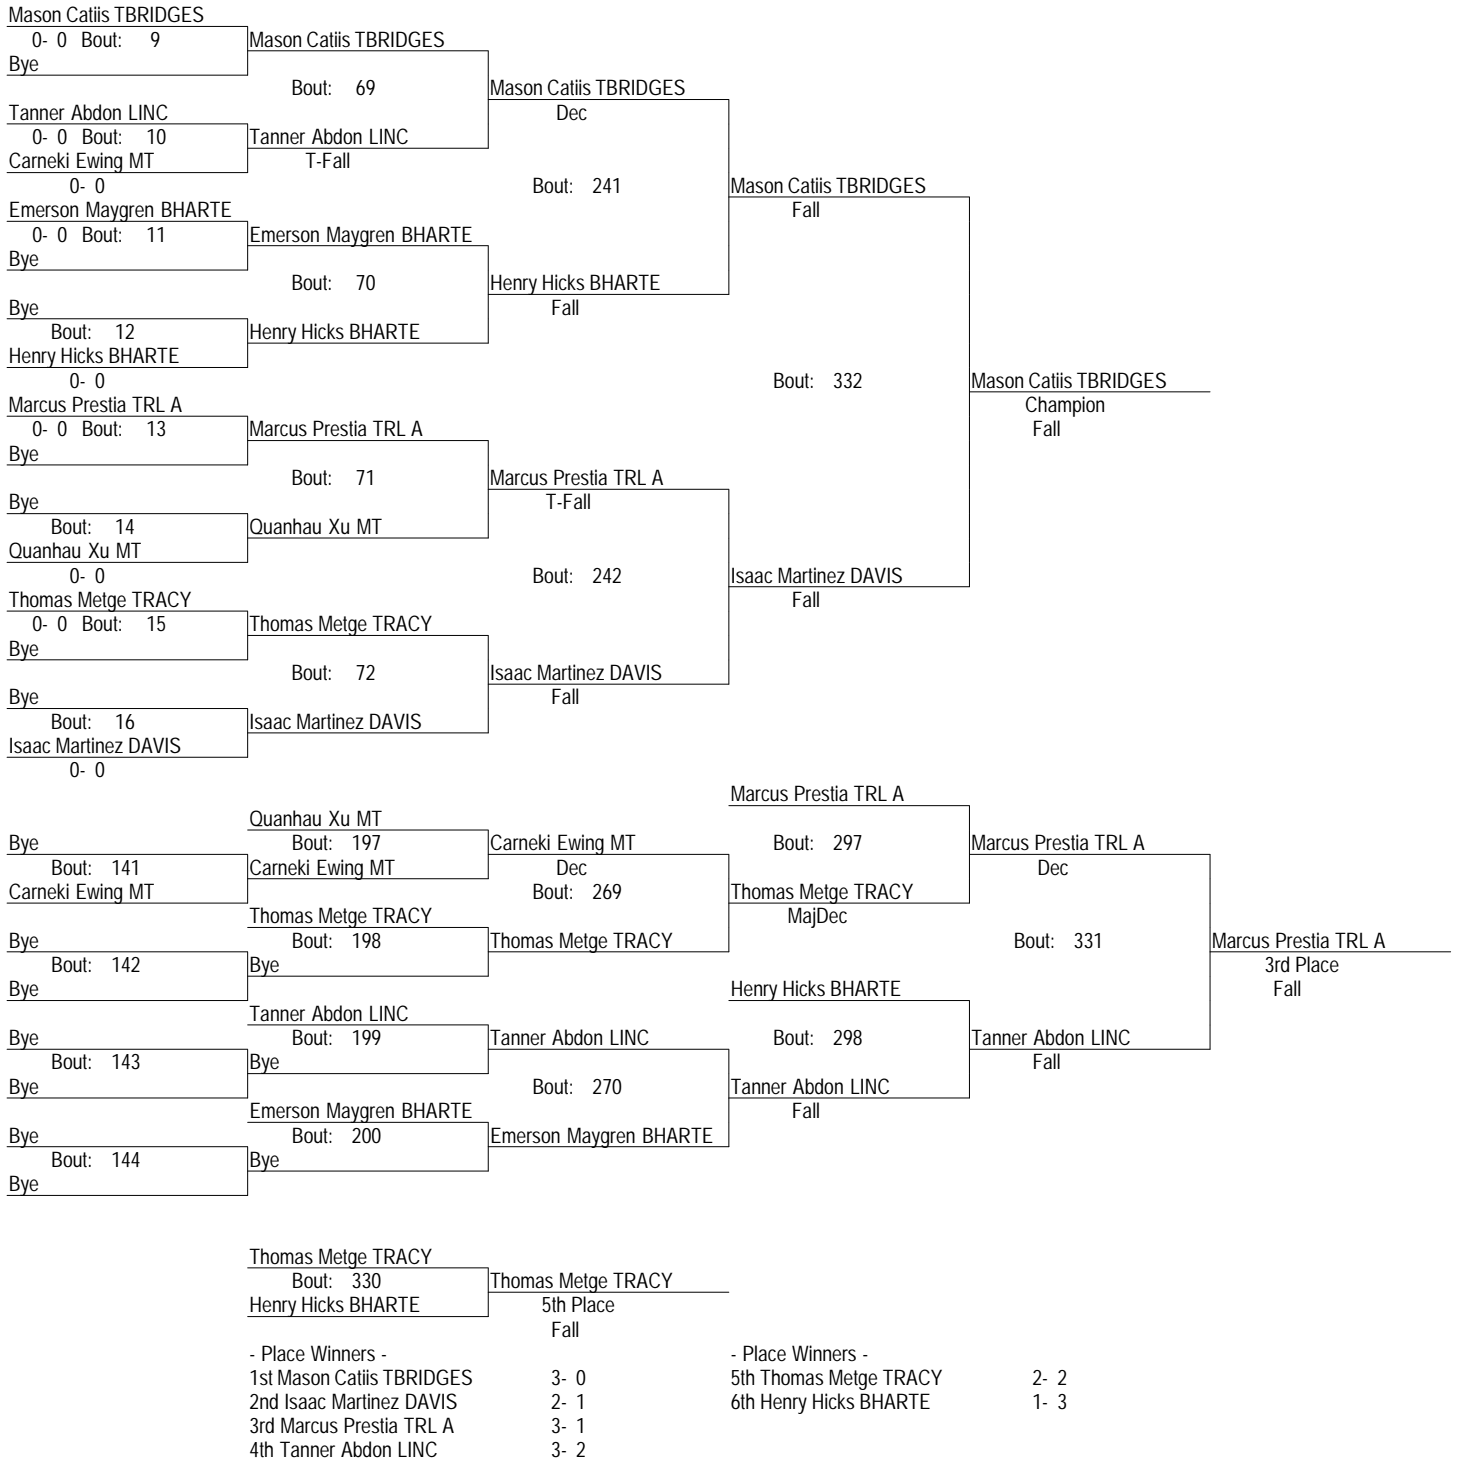 Mason Catiis TBRIDGES
0- 0 Bout: 9 Mason Catiis TBRIDGES
Bye
Bout: 69 Mason Catiis TBRIDGES
Tanner Abdon LINC Dec
0- 0 Bout: 10 Tanner Abdon LINC
Carneki Ewing MT T-Fall
0- 0 Bout: 241 Mason Catiis TBRIDGES
Emerson Maygren BHARTE Fall
0- 0 Bout: 11 Emerson Maygren BHARTE
Bye
Bout: 70 Henry Hicks BHARTE
Bye Fall
Bout: 12 Henry Hicks BHARTE
Henry Hicks BHARTE
0- 0 Bout: 332 Mason Catiis TBRIDGES
Marcus Prestia TRL A Champion
0- 0 Bout: 13 Marcus Prestia TRL A Fall
Bye
Bout: 71 Marcus Prestia TRL A
Bye T-Fall
Bout: 14 Quanhau Xu MT
Quanhau Xu MT
0- 0 Bout: 242 Isaac Martinez DAVIS
Thomas Metge TRACY Fall
0- 0 Bout: 15 Thomas Metge TRACY
Bye
Bout: 72 Isaac Martinez DAVIS
Bye Fall
Bout: 16 Isaac Martinez DAVIS
Isaac Martinez DAVIS
0- 0
Marcus Prestia TRL A
Quanhau Xu MT
Bye Bout: 197 Carneki Ewing MT Bout: 297 Marcus Prestia TRL A
Bout: 141 Carneki Ewing MT Dec Dec
Carneki Ewing MT Bout: 269 Thomas Metge TRACY
Thomas Metge TRACY MajDec
Bye Bout: 198 Thomas Metge TRACY Bout: 331 Marcus Prestia TRL A
Bout: 142 Bye 3rd Place
Bye Henry Hicks BHARTE Fall
Tanner Abdon LINC
Bye Bout: 199 Tanner Abdon LINC Bout: 298 Tanner Abdon LINC
Bout: 143 Bye Fall
Bye Bout: 270 Tanner Abdon LINC
Emerson Maygren BHARTE Fall
Bye Bout: 200 Emerson Maygren BHARTE
Bout: 144 Bye
Bye
Thomas Metge TRACY
Bout: 330 Thomas Metge TRACY
Henry Hicks BHARTE 5th Place
Fall
- Place Winners - - Place Winners -
1st Mason Catiis TBRIDGES 3- 0 5th Thomas Metge TRACY 2- 2
2nd Isaac Martinez DAVIS 2- 1 6th Henry Hicks BHARTE 1- 3
3rd Marcus Prestia TRL A 3- 1
4th Tanner Abdon LINC 3- 2